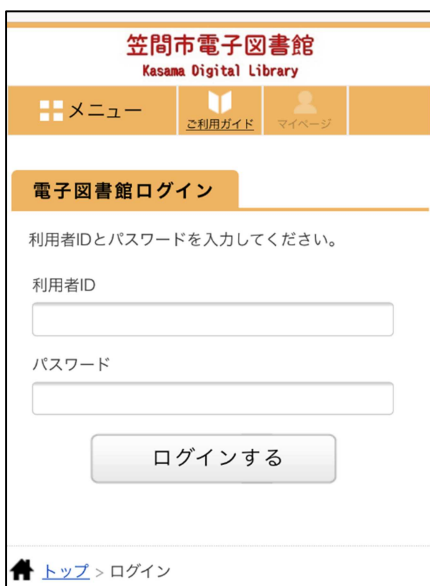 笠間市電子図書館
Kasama Digital Library
メニュー
ご利用ガイド
マイページ
電子図書館ログイン
利用者IDとパスワードを入力してください。
利用者ID
パスワード
ログインする
トップ > ログイン